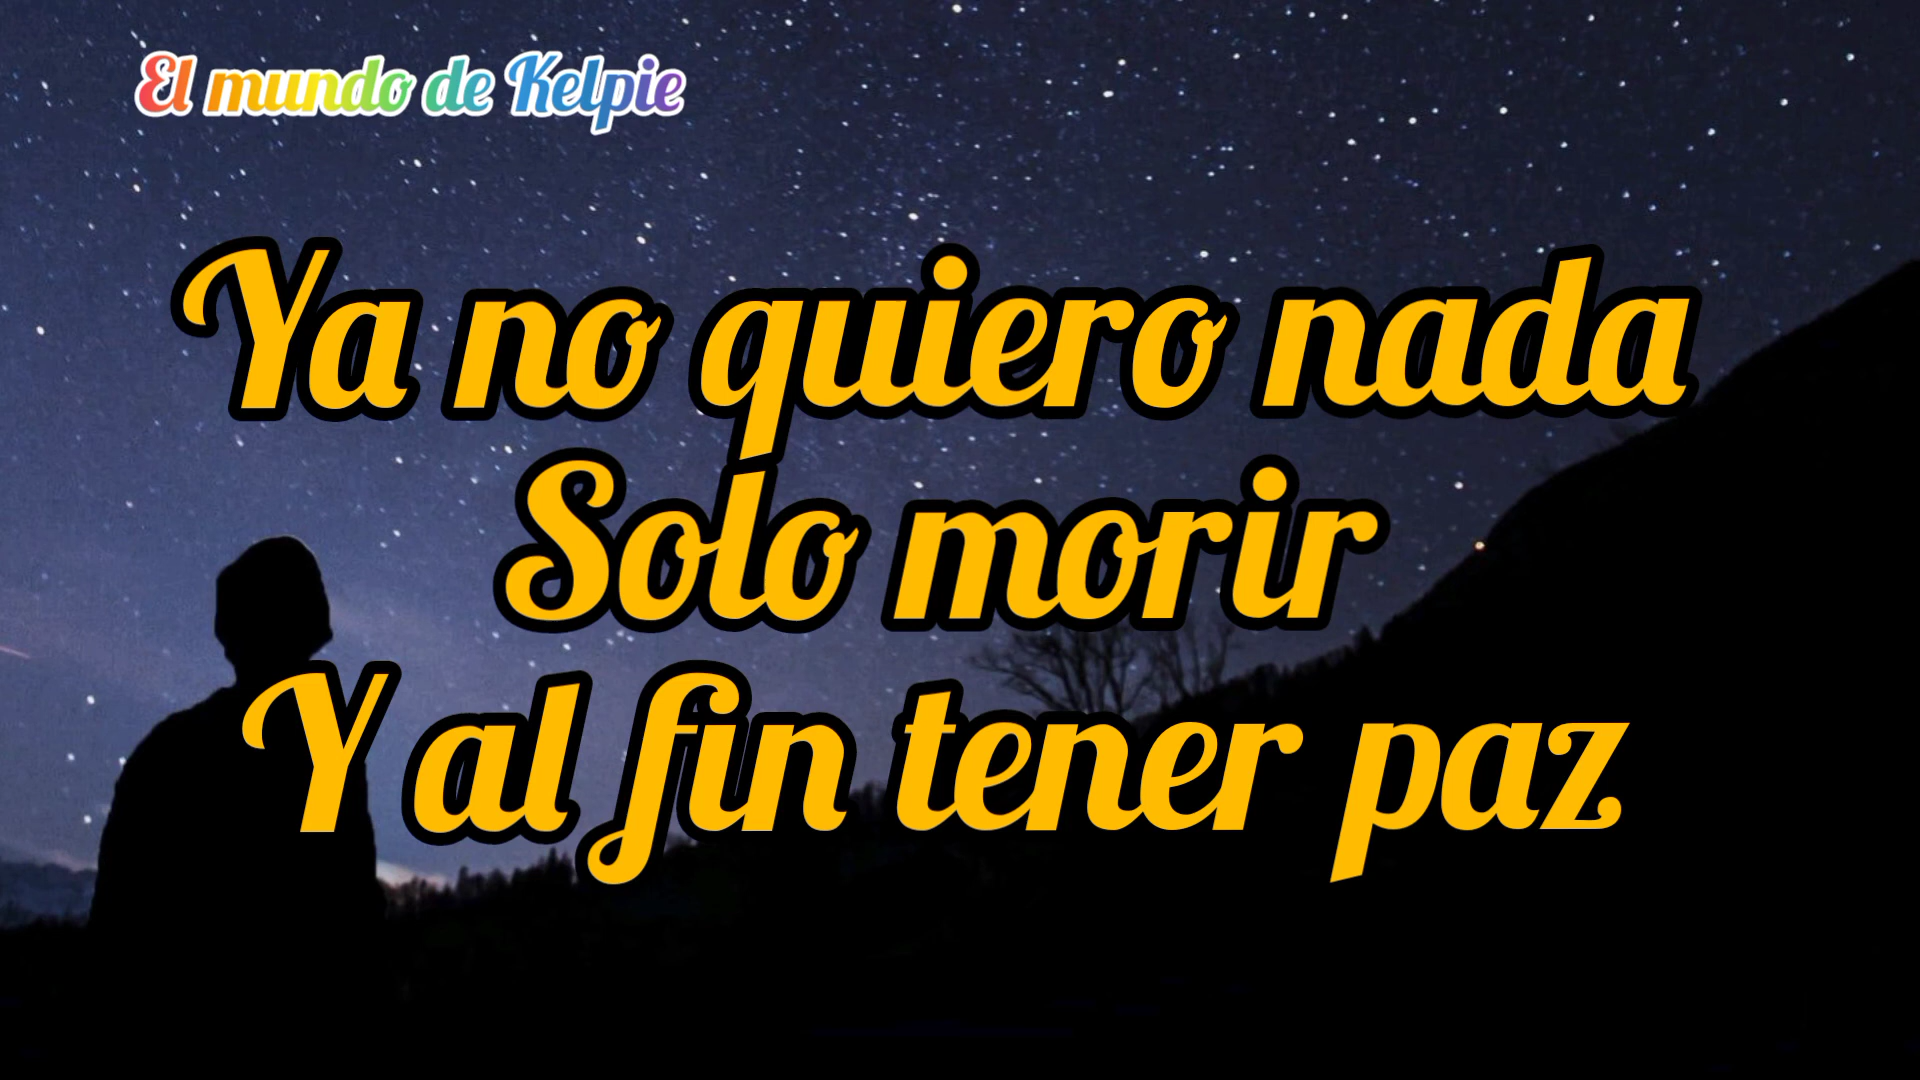 El mundo de Kelpie
Ya no quiero nada
Solo morir
Y al fin tener paz